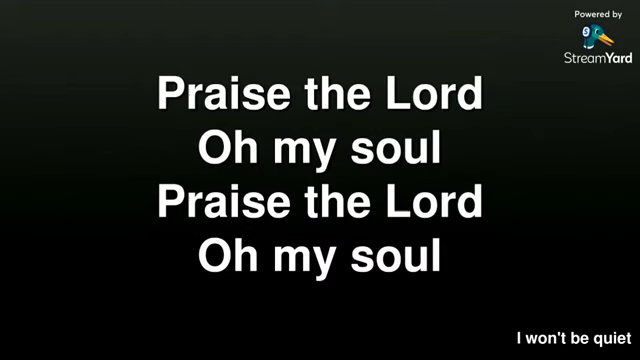 Powered by
StreamYard
Praise the Lord
Oh my soul
Praise the Lord
Oh my soul
I won't be quiet